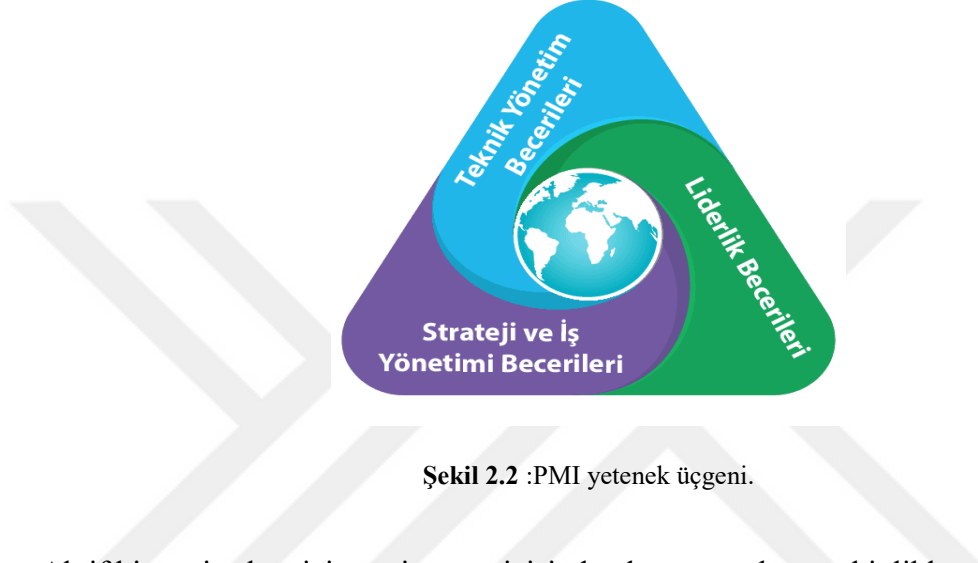 Teknik Yönetim
Becerileri
Liderlik Becerileri
Strateji ve İş
Yönetimi Becerileri
Şekil 2.2 :PMI yetenek üçgeni.